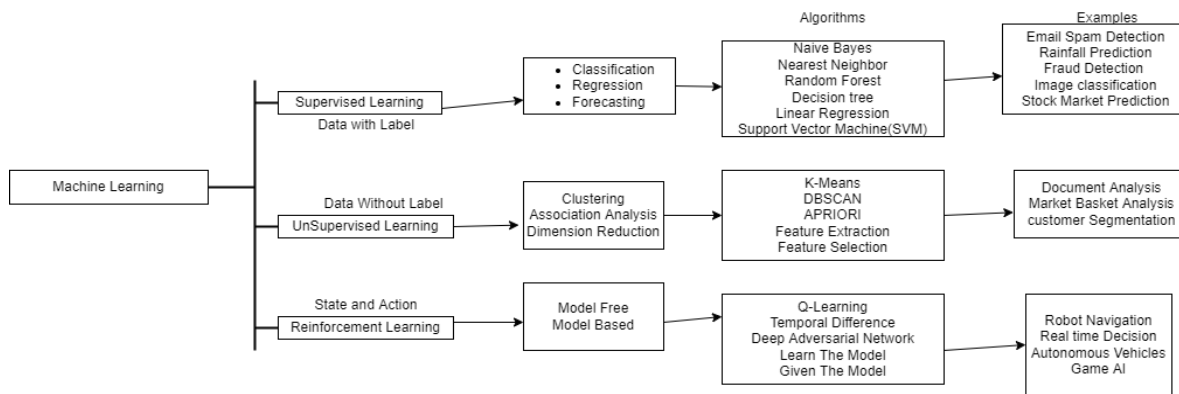 Algorithms
Examples
Machine Learning
Supervised Learning
Data with Label
• Classification
• Regression
• Forecasting
Naive Bayes
Nearest Neighbor
Random Forest
Decision tree
Linear Regression
Support Vector Machine(SVM)
Email Spam Detection
Rainfall Prediction
Fraud Detection
Image classification
Stock Market Prediction
Data Without Label
UnSupervised Learning
Clustering
Association Analysis
Dimension Reduction
K-Means
DBSCAN
APRIORI
Feature Extraction
Feature Selection
Document Analysis
Market Basket Analysis
customer Segmentation
State and Action
Reinforcement Learning
Model Free
Model Based
Q-Learning
Temporal Difference
Deep Adversarial Network
Learn The Model
Given The Model
Robot Navigation
Real time Decision
Autonomous Vehicles
Game AI